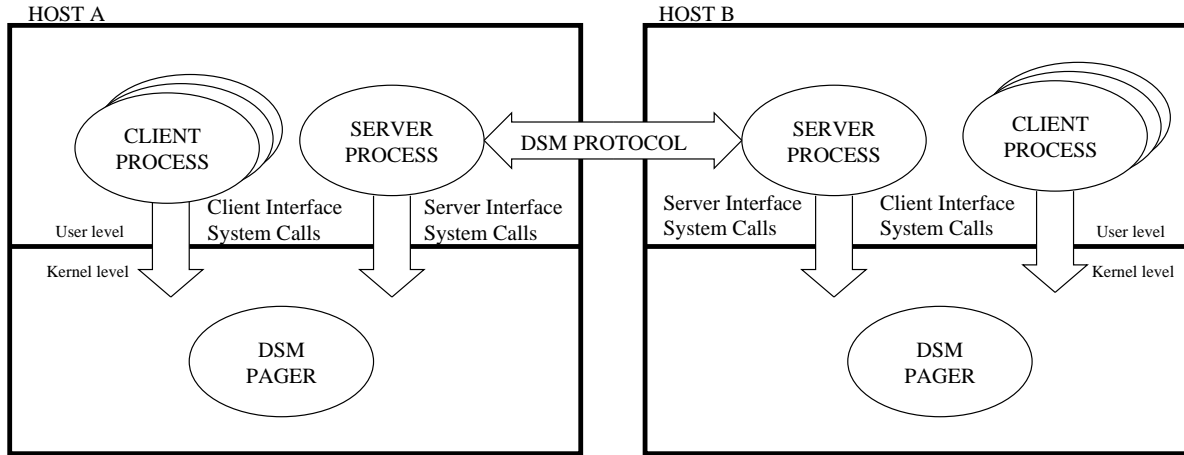 HOST A
HOST B
CLIENT
PROCESS
SERVER
PROCESS
DSM PROTOCOL
SERVER
PROCESS
CLIENT
PROCESS
Client Interface
System Calls
Server Interface
System Calls
Server Interface
System Calls
Client Interface
System Calls
User level
User level
Kernel level
Kernel level
DSM
PAGER
DSM
PAGER